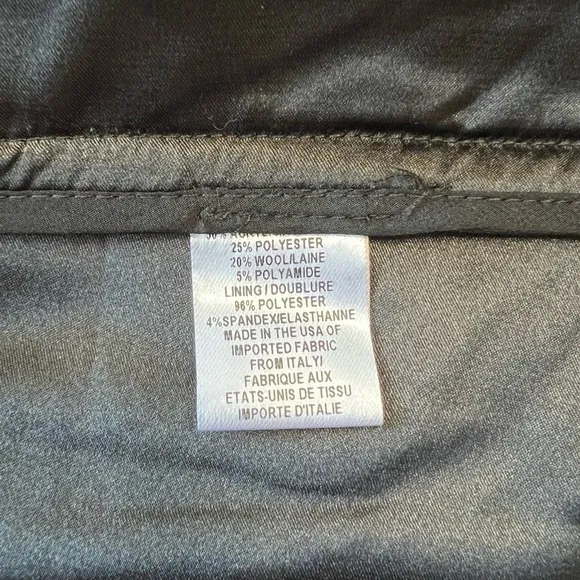 25% POLYESTER
20% WOOL/LAINE
5% POLYAMIDE
LINING / DOUBLURE
96% POLYESTER
4%SPANDEX/ELASTHANNE
MADE IN THE USA OF
IMPORTED FABRIC
FROM ITALY/
FABRIQUE AUX
ETATS-UNIS DE TISSU
IMPORTE D'ITALIE